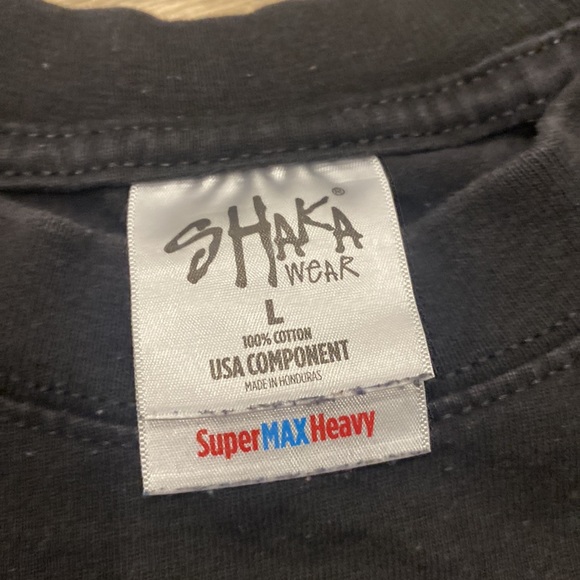 SHAKA®
WEAR
L
100% COTTON
USA COMPONENT
MADE IN HONDURAS
SuperMAXHeavy